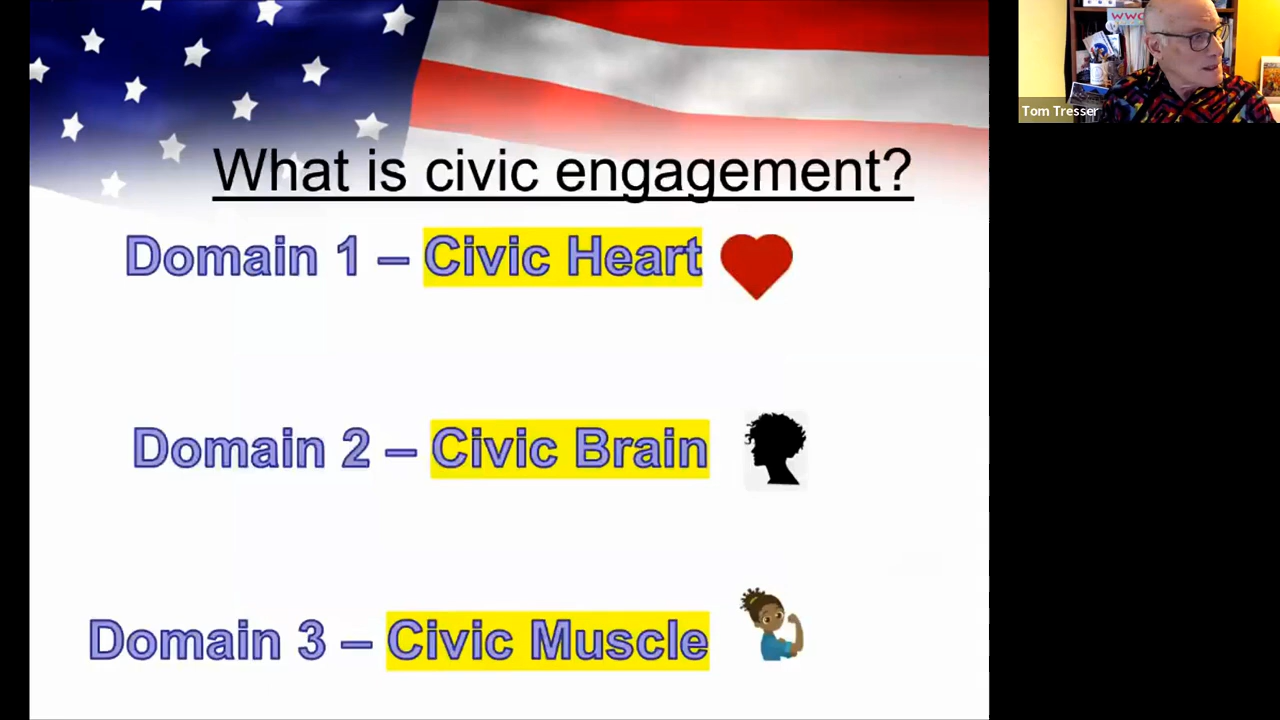 What is civic engagement?
Domain 1 – Civic Heart
Domain 2 – Civic Brain
Domain 3 – Civic Muscle
Tom Tresser